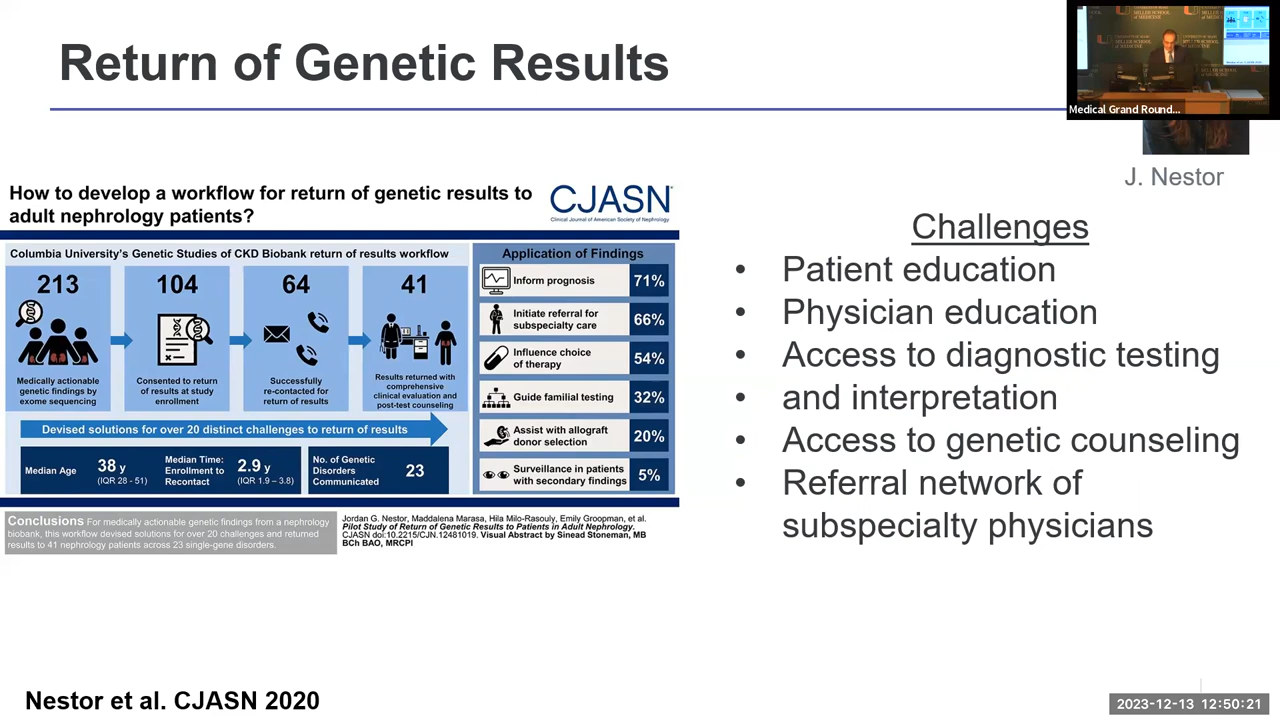 Return of Genetic Results
Medical Grand Round...
J. Nestor
How to develop a workflow for return of genetic results to
adult nephrology patients?
CJASN
Clinical Journal of American Society of Nephrology
Columbia University's Genetic Studies of CKD Biobank return of results workflow
213
Medically actionable
genetic findings by
exome sequencing
104
Consented to return
of results at study
enrollment
64
Successfully
re-contacted for
return of results
41
Results returned with
comprehensive
clinical evaluation and
post-test counseling
Devised solutions for over 20 distinct challenges to return of results
Median Age
38 y
(IQR 28 - 51)
Median Time:
Enrollment to
Recontact
2.9 y
(IQR 1.9 – 3.8)
No. of Genetic
Disorders
Communicated
23
Application of Findings
Inform prognosis 71%
Initiate referral for
subspecialty care 66%
Influence choice
of therapy 54%
Guide familial testing 32%
Assist with allograft
donor selection 20%
Surveillance in patients
with secondary findings 5%
Conclusions For medically actionable genetic findings from a nephrology
biobank, this workflow devised solutions for over 20 challenges and returned
results to 41 nephrology patients across 23 single-gene disorders.
Jordan G. Nestor, Maddalena Marasa, Hila Milo-Rasouly, Emily Groopman, et al.
Pilot Study of Return of Genetic Results to Patients in Adult Nephrology.
CJASN doi:10.2215/CJN.12481019. Visual Abstract by Sinead Stoneman, MB
BCh BAO, MRCPI
Challenges
• Patient education
• Physician education
• Access to diagnostic testing
• and interpretation
• Access to genetic counseling
• Referral network of
subspecialty physicians
Nestor et al. CJASN 2020
2023-12-13 12:50:21